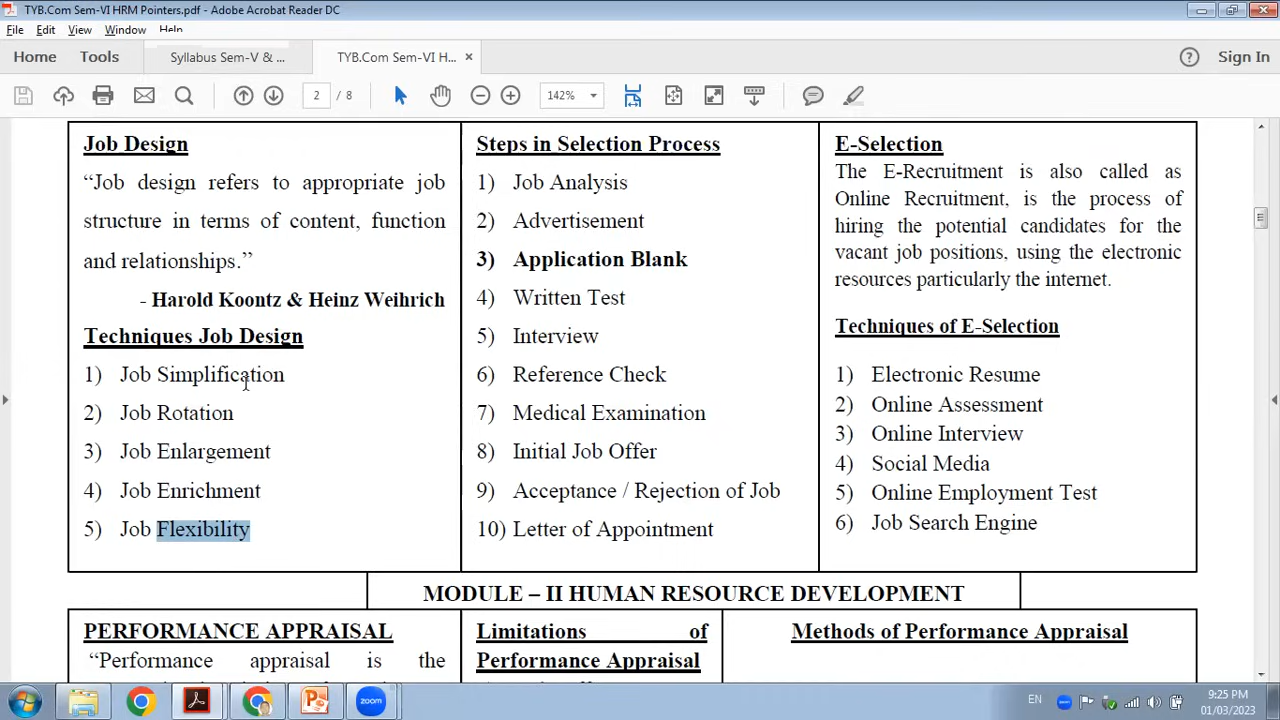 TYB.Com Sem-VI HRM Pointers.pdf - Adobe Acrobat Reader DC
File Edit View Window Help
Home Tools Syllabus Sem-V & ... TYB.Com Sem-VI H... × ? Sign In
2 / 8 142%
Job Design
“Job design refers to appropriate job
structure in terms of content, function
and relationships.”
- Harold Koontz & Heinz Weihrich
Techniques Job Design
1) Job Simplification
2) Job Rotation
3) Job Enlargement
4) Job Enrichment
5) Job Flexibility
Steps in Selection Process
1) Job Analysis
2) Advertisement
3) Application Blank
4) Written Test
5) Interview
6) Reference Check
7) Medical Examination
8) Initial Job Offer
9) Acceptance / Rejection of Job
10) Letter of Appointment
E-Selection
The E-Recruitment is also called as
Online Recruitment, is the process of
hiring the potential candidates for the
vacant job positions, using the electronic
resources particularly the internet.
Techniques of E-Selection
1) Electronic Resume
2) Online Assessment
3) Online Interview
4) Social Media
5) Online Employment Test
6) Job Search Engine
MODULE – II HUMAN RESOURCE DEVELOPMENT
PERFORMANCE APPRAISAL
“Performance appraisal is the
Limitations of
Performance Appraisal
Methods of Performance Appraisal
zoom
EN
9:25 PM
01/03/2023